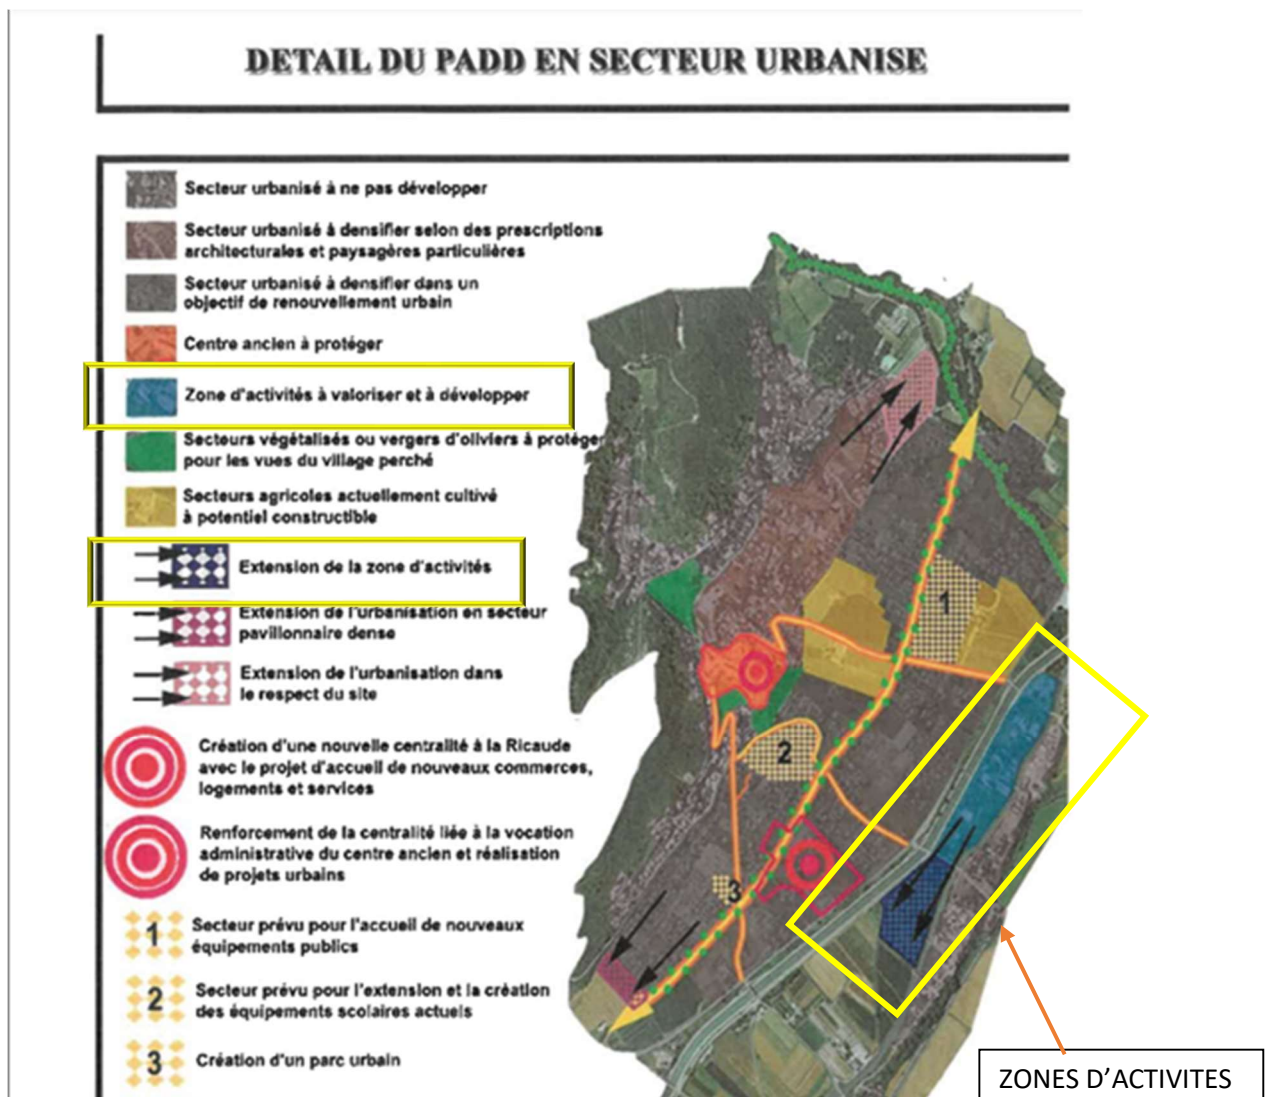 DETAIL DU PADD EN SECTEUR URBANISE
Secteur urbanisé à ne pas développer
Secteur urbanisé à densifier selon des prescriptions
architecturales et paysagères particulières
Secteur urbanisé à densifier dans un
objectif de renouvellement urbain
Centre ancien à protéger
Zone d'activités à valoriser et à développer
Secteurs végétalisés ou vergers d'oliviers à protéger
pour les vues du village perché
Secteurs agricoles actuellement cultivé
à potentiel constructible
Extension de la zone d'activités
Extension de l'urbanisation en secteur
pavillonnaire dense
Extension de l'urbanisation dans
le respect du site
Création d'une nouvelle centralité à la Ricaude
avec le projet d'accueil de nouveaux commerces,
logements et services
Renforcement de la centralité liée à la vocation
administrative du centre ancien et réalisation
de projets urbains
1 Secteur prévu pour l'accueil de nouveaux
équipements publics
2 Secteur prévu pour l'extension et la création
des équipements scolaires actuels
3 Création d'un parc urbain
1
2
3
ZONES D'ACTIVITES